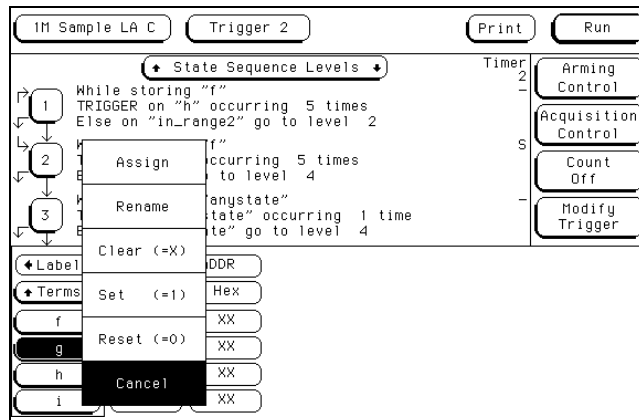 1M Sample LA C
Trigger 2
Print
Run
State Sequence Levels
Timer
2
Arming
Control
Acquisition
Control
Count
Off
Modify
Trigger
1
While storing "f"
TRIGGER on "h" occurring 5 times
Else on "in_range2" go to level 2
-
2
f"
occurring 5 times
to level 4
S
3
anystate"
state" occurring 1 time
te" go to level 4
-
Label
DDR
Terms
Hex
f
XX
g
XX
h
XX
i
XX
Assign
Rename
Clear (=X)
Set (=1)
Reset (=0)
Cancel